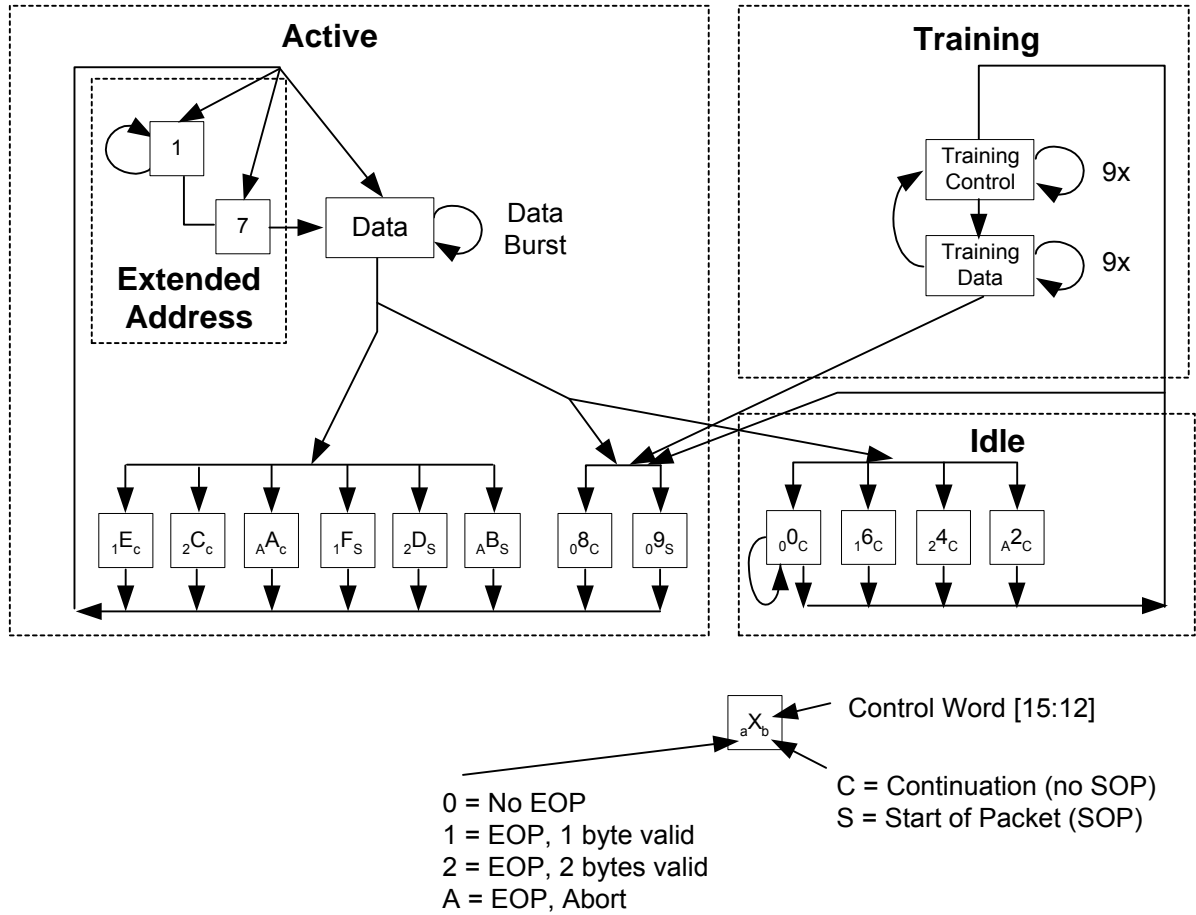 Active
Training
1
7
Data
Data
Burst
Extended
Address
Training
Control
9x
Training
Data
9x
Idle
1Ec
2Cc
AAc
1FS
2DS
ABS
08C
09S
00C
16C
24C
A2C
aXb
Control Word [15:12]
C = Continuation (no SOP)
S = Start of Packet (SOP)
0 = No EOP
1 = EOP, 1 byte valid
2 = EOP, 2 bytes valid
A = EOP, Abort